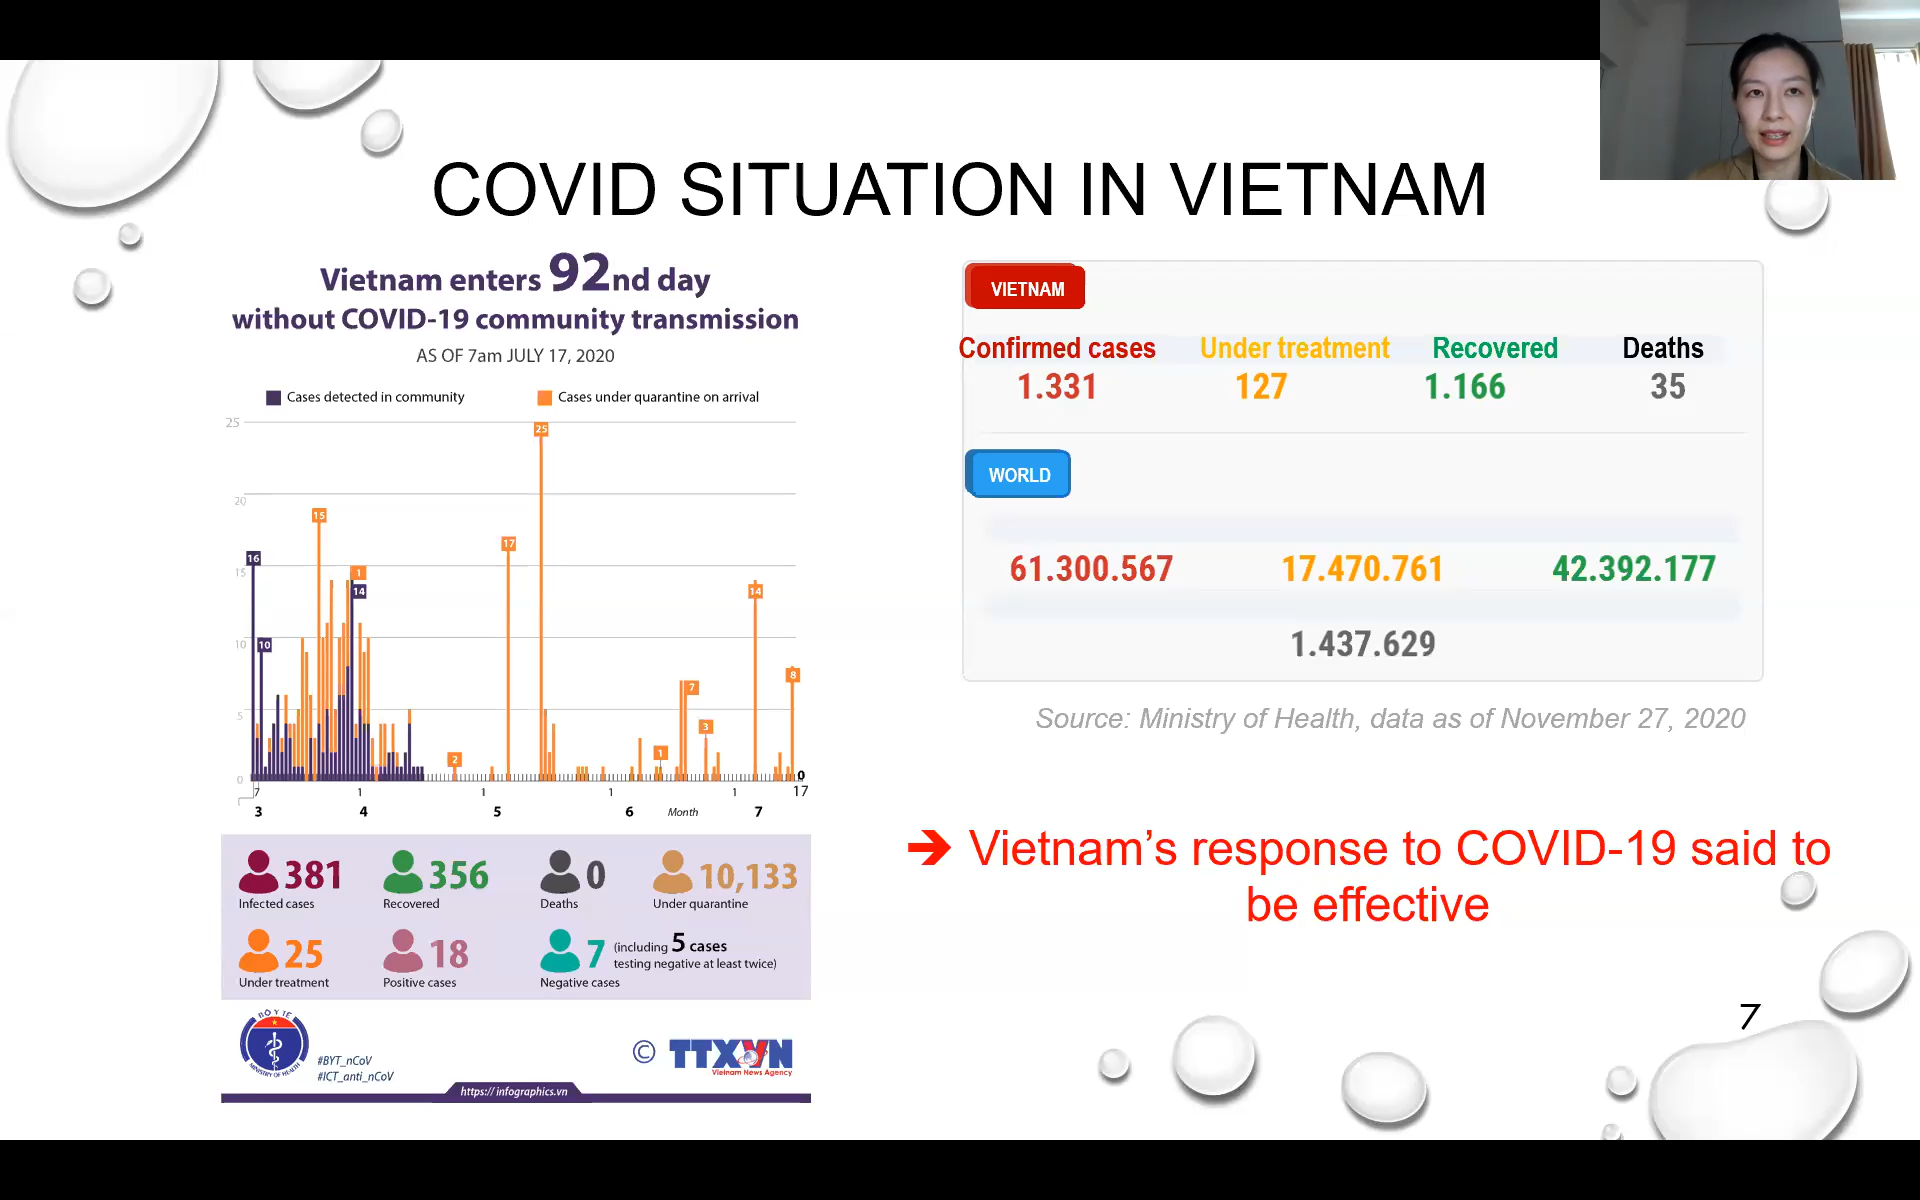 COVID SITUATION IN VIETNAM
Vietnam enters 92nd day
without COVID-19 community transmission
AS OF 7am JULY 17, 2020
Cases detected in community
Cases under quarantine on arrival
25
20
15
10
5
0
16
10
15
1
14
2
17
25
1
7
3
14
8
0
7
1
1
1
1
17
3
4
5
6
Month
7
381
Infected cases
356
Recovered
0
Deaths
10,133
Under quarantine
25
Under treatment
18
Positive cases
7 (including 5 cases
testing negative at least twice)
Negative cases
BỘ Y TẾ
MINISTRY OF HEALTH
#BYT_nCoV
#ICT_anti_nCoV
© TTXVN
Vietnam News Agency
https://infographics.vn
VIETNAM
Confirmed cases Under treatment Recovered Deaths
1.331 127 1.166 35
WORLD
61.300.567 17.470.761 42.392.177
1.437.629
Source: Ministry of Health, data as of November 27, 2020
➔ Vietnam’s response to COVID-19 said to
be effective
7